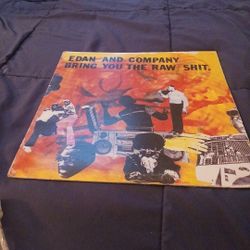 EDAN AND COMPANY
BRING YOU THE RAW SHIT.